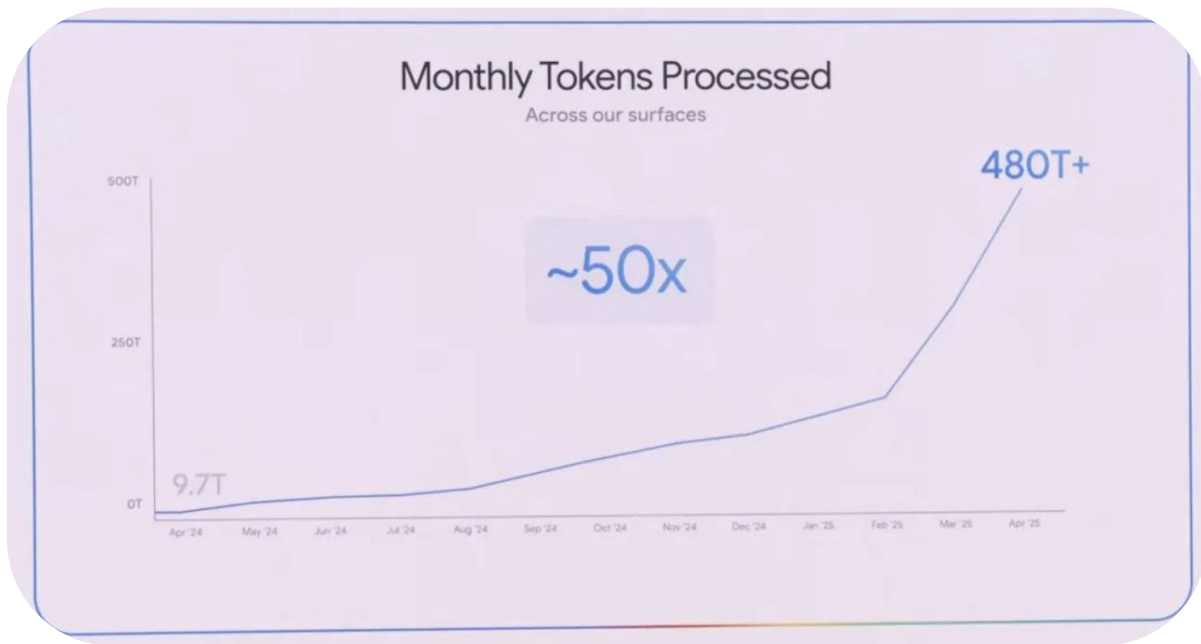 Monthly Tokens Processed
Across our surfaces
480T+
500T
~50x
250T
9.7T
0T
Apr '24 May '24 Jun '24 Jul '24 Aug '24 Sep '24 Oct '24 Nov '24 Dec '24 Jan '25 Feb '25 Mar '25 Apr '25